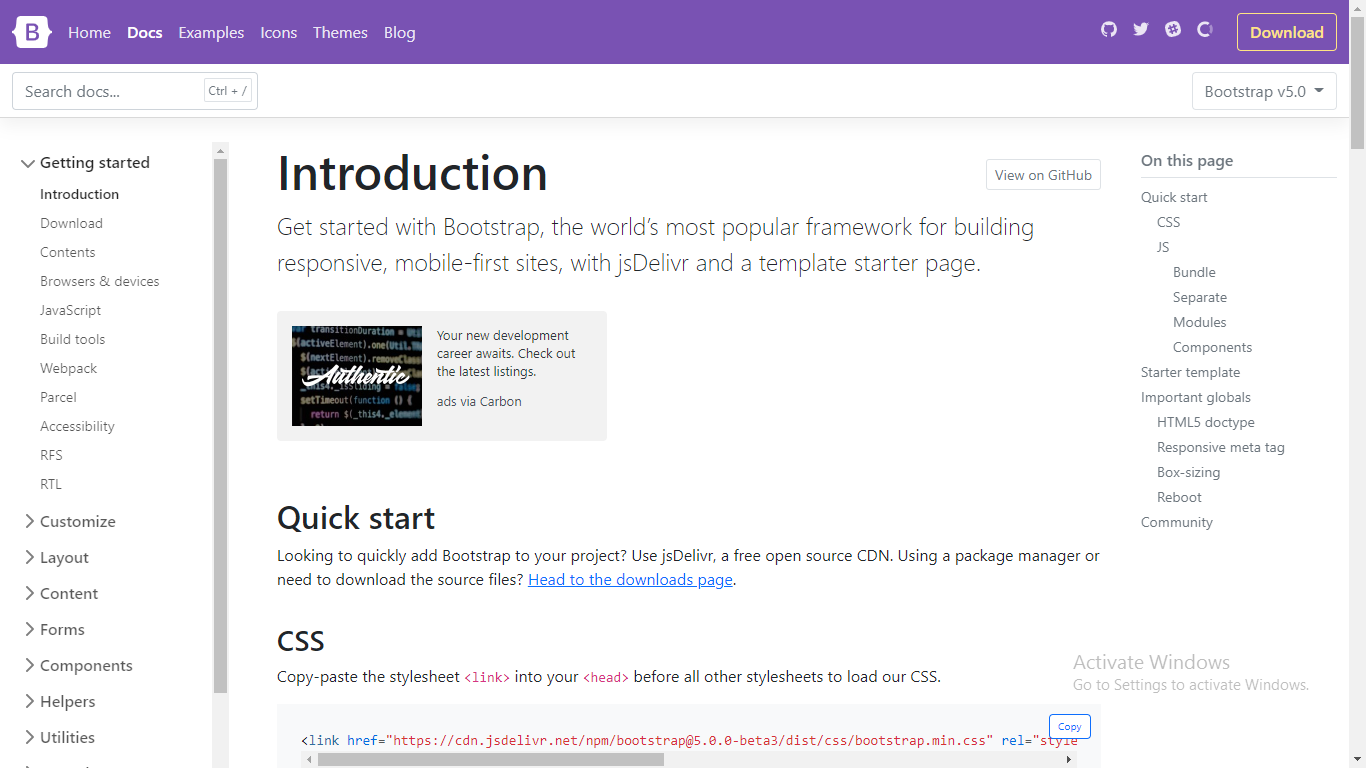 B Home Docs Examples Icons Themes Blog Download
Search docs... Ctrl + / Bootstrap v5.0
Getting started
Introduction
Download
Contents
Browsers & devices
JavaScript
Build tools
Webpack
Parcel
Accessibility
RFS
RTL
Customize
Layout
Content
Forms
Components
Helpers
Utilities
Introduction
View on GitHub
Get started with Bootstrap, the world’s most popular framework for building
responsive, mobile-first sites, with jsDelivr and a template starter page.
var transitionDuration = Util
$(activeElement).one(Util.
$(nextElement).removeClas
Authentic
setTimeout(function () {
return $(_this4._element
Your new development
career awaits. Check out
the latest listings.
ads via Carbon
Quick start
Looking to quickly add Bootstrap to your project? Use jsDelivr, a free open source CDN. Using a package manager or
need to download the source files? Head to the downloads page.
CSS
Copy-paste the stylesheet <link> into your <head> before all other stylesheets to load our CSS.
Copy
<link href="https://cdn.jsdelivr.net/npm/bootstrap@5.0.0-beta3/dist/css/bootstrap.min.css" rel="style
On this page
Quick start
CSS
JS
Bundle
Separate
Modules
Components
Starter template
Important globals
HTML5 doctype
Responsive meta tag
Box-sizing
Reboot
Community
Activate Windows
Go to Settings to activate Windows.